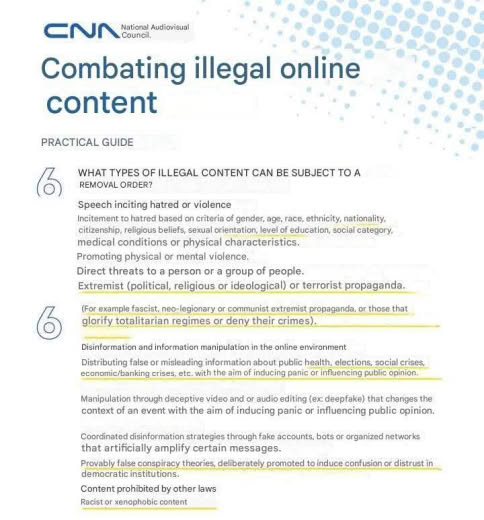 CNA National Audiovisual
Council.
Combating illegal online
content
PRACTICAL GUIDE
6 WHAT TYPES OF ILLEGAL CONTENT CAN BE SUBJECT TO A
REMOVAL ORDER?
Speech inciting hatred or violence
Incitement to hatred based on criteria of gender, age, race, ethnicity, nationality,
citizenship, religious beliefs, sexual orientation, level of education, social category,
medical conditions or physical characteristics.
Promoting physical or mental violence.
Direct threats to a person or a group of people.
Extremist (political, religious or ideological) or terrorist propaganda.
6 (For example fascist, neo-legionary or communist extremist propaganda, or those that
glorify totalitarian regimes or deny their crimes).
Disinformation and information manipulation in the online environment
Distributing false or misleading information about public health, elections, social crises,
economic/banking crises, etc. with the aim of inducing panic or influencing public opinion.
Manipulation through deceptive video and or audio editing (ex: deepfake) that changes the
context of an event with the aim of inducing panic or influencing public opinion.
Coordinated disinformation strategies through fake accounts, bots or organized networks
that artificially amplify certain messages.
Provably false conspiracy theories, deliberately promoted to induce confusion or distrust in
democratic institutions.
Content prohibited by other laws
Racist or xenophobic content